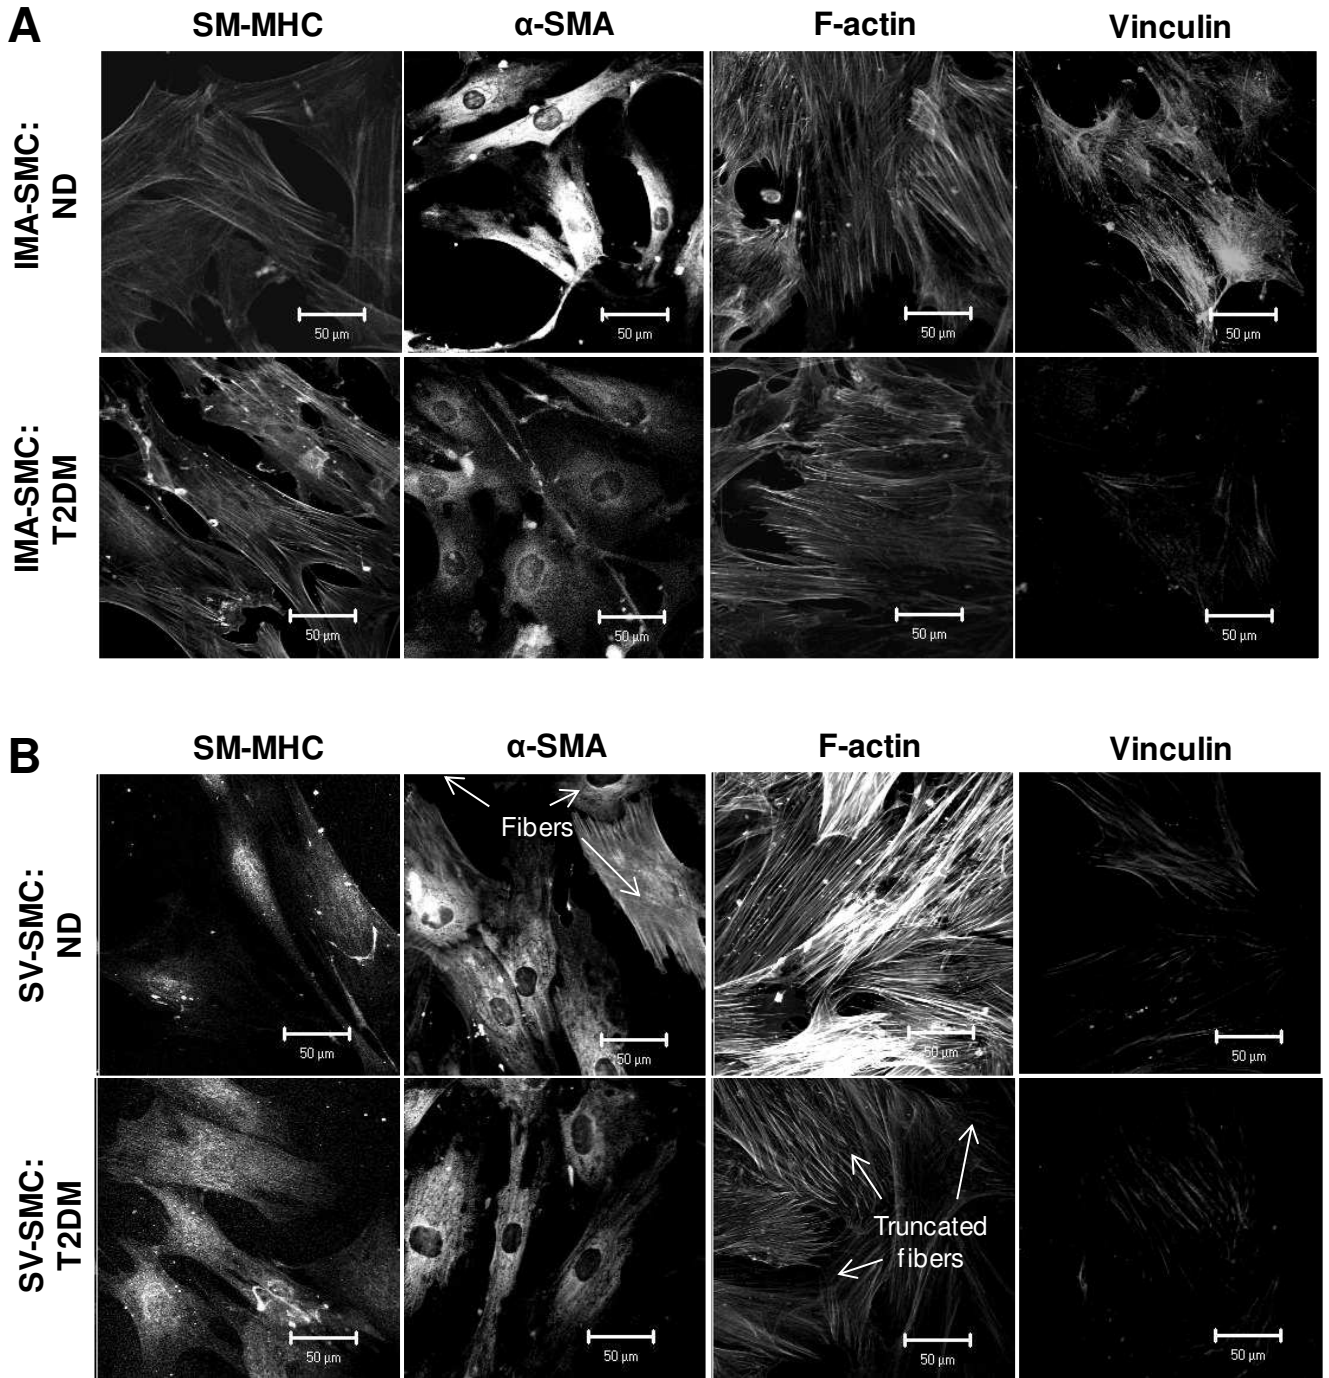 A
SM-MHC
α-SMA
F-actin
Vinculin
IMA-SMC:
ND
50 µm
50 µm
50 µm
50 µm
IMA-SMC:
T2DM
50 µm
50 µm
50 µm
50 µm
B
SM-MHC
α-SMA
F-actin
Vinculin
SV-SMC:
ND
Fibers
50 µm
50 µm
50 µm
50 µm
SV-SMC:
T2DM
Truncated
fibers
50 µm
50 µm
50 µm
50 µm